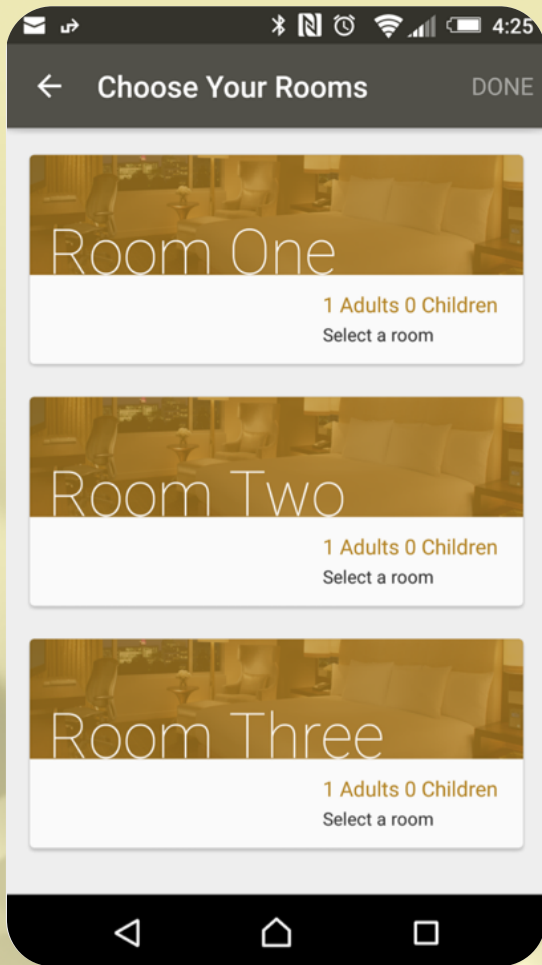 4:25
Choose Your Rooms DONE
Room One
1 Adults 0 Children
Select a room
Room Two
1 Adults 0 Children
Select a room
Room Three
1 Adults 0 Children
Select a room